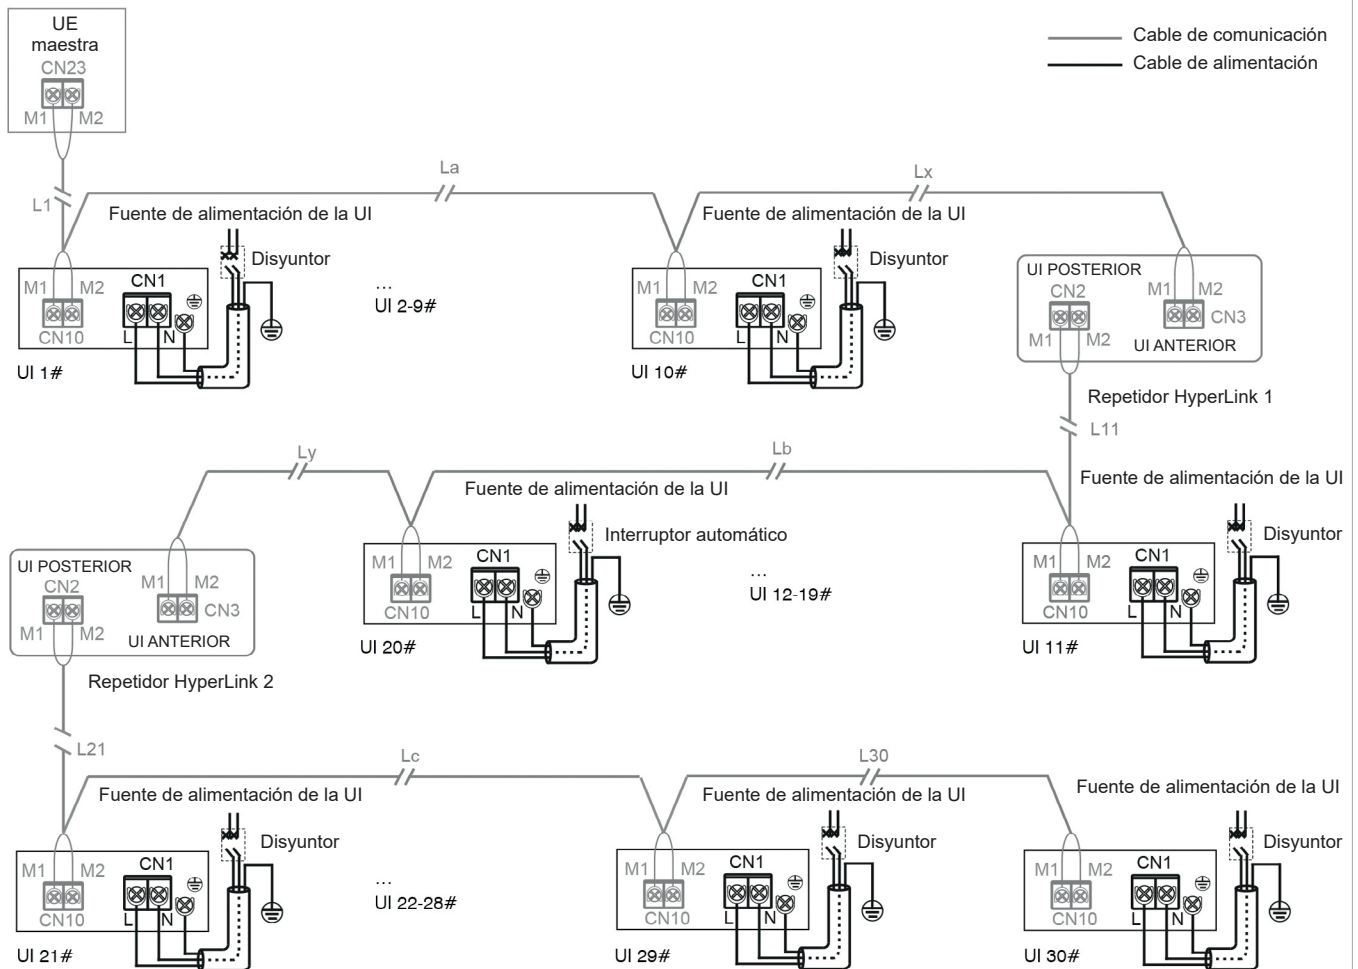 UE
maestra
CN23
M1 M2
Cable de comunicación
Cable de alimentación
L1
La
Lx
Fuente de alimentación de la UI
Disyuntor
M1 M2
CN1
CN10
L N
UI 1#
...
UI 2-9#
Fuente de alimentación de la UI
Disyuntor
M1 M2
CN1
CN10
L N
UI 10#
UI POSTERIOR
CN2
M1 M2
M1 M2
CN3
UI ANTERIOR
Repetidor HyperLink 1
L11
Ly
Lb
UI POSTERIOR
CN2
M1 M2
M1 M2
CN3
UI ANTERIOR
Repetidor HyperLink 2
Fuente de alimentación de la UI
Interruptor automático
M1 M2
CN1
CN10
L N
UI 20#
...
UI 12-19#
Fuente de alimentación de la UI
Disyuntor
M1 M2
CN1
CN10
L N
UI 11#
L21
Lc
L30
Fuente de alimentación de la UI
Disyuntor
M1 M2
CN1
CN10
L N
UI 21#
...
UI 22-28#
Fuente de alimentación de la UI
Disyuntor
M1 M2
CN1
CN10
L N
UI 29#
Fuente de alimentación de la UI
Disyuntor
M1 M2
CN1
CN10
L N
UI 30#